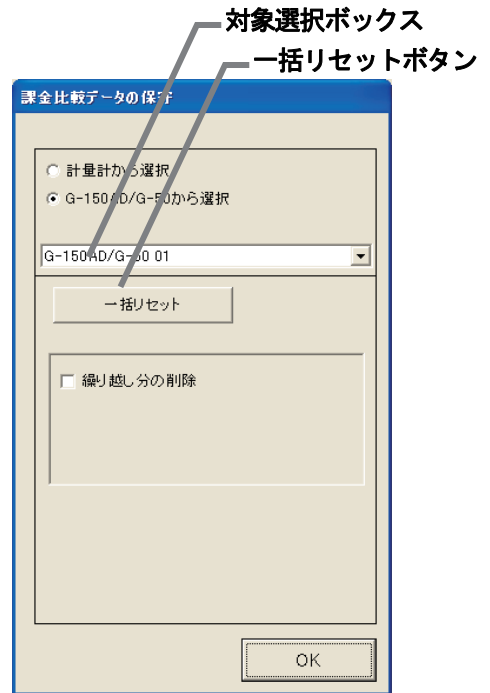 対象選択ボックス
一括リセットボタン
課金比較データの保守
計量計から選択
G-150AD/G-50から選択
G-150AD/G-50 01
一括リセット
繰り越し分の削除
OK